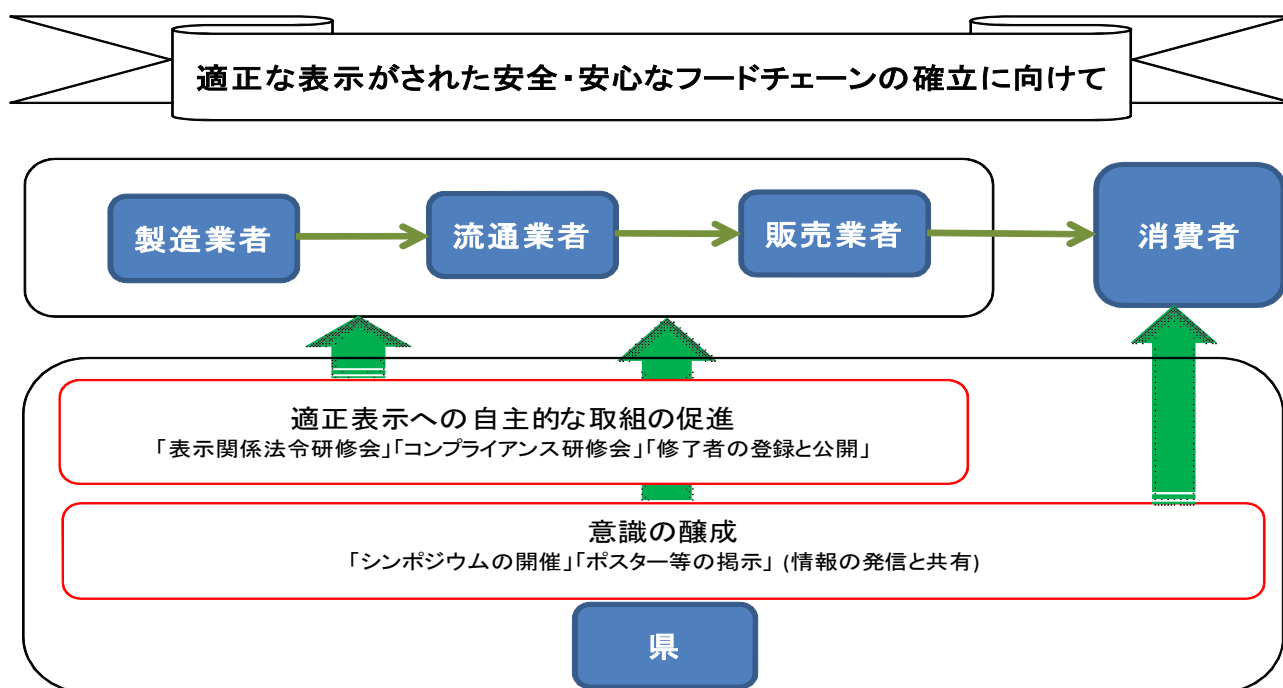 適正な表示がされた安全・安心なフードチェーンの確立に向けて
製造業者
流通業者
販売業者
消費者
適正表示への自主的な取組の促進
「表示関係法令研修会」「コンプライアンス研修会」「修了者の登録と公開」
意識の醸成
「シンポジウムの開催」「ポスター等の掲示」 (情報の発信と共有)
県